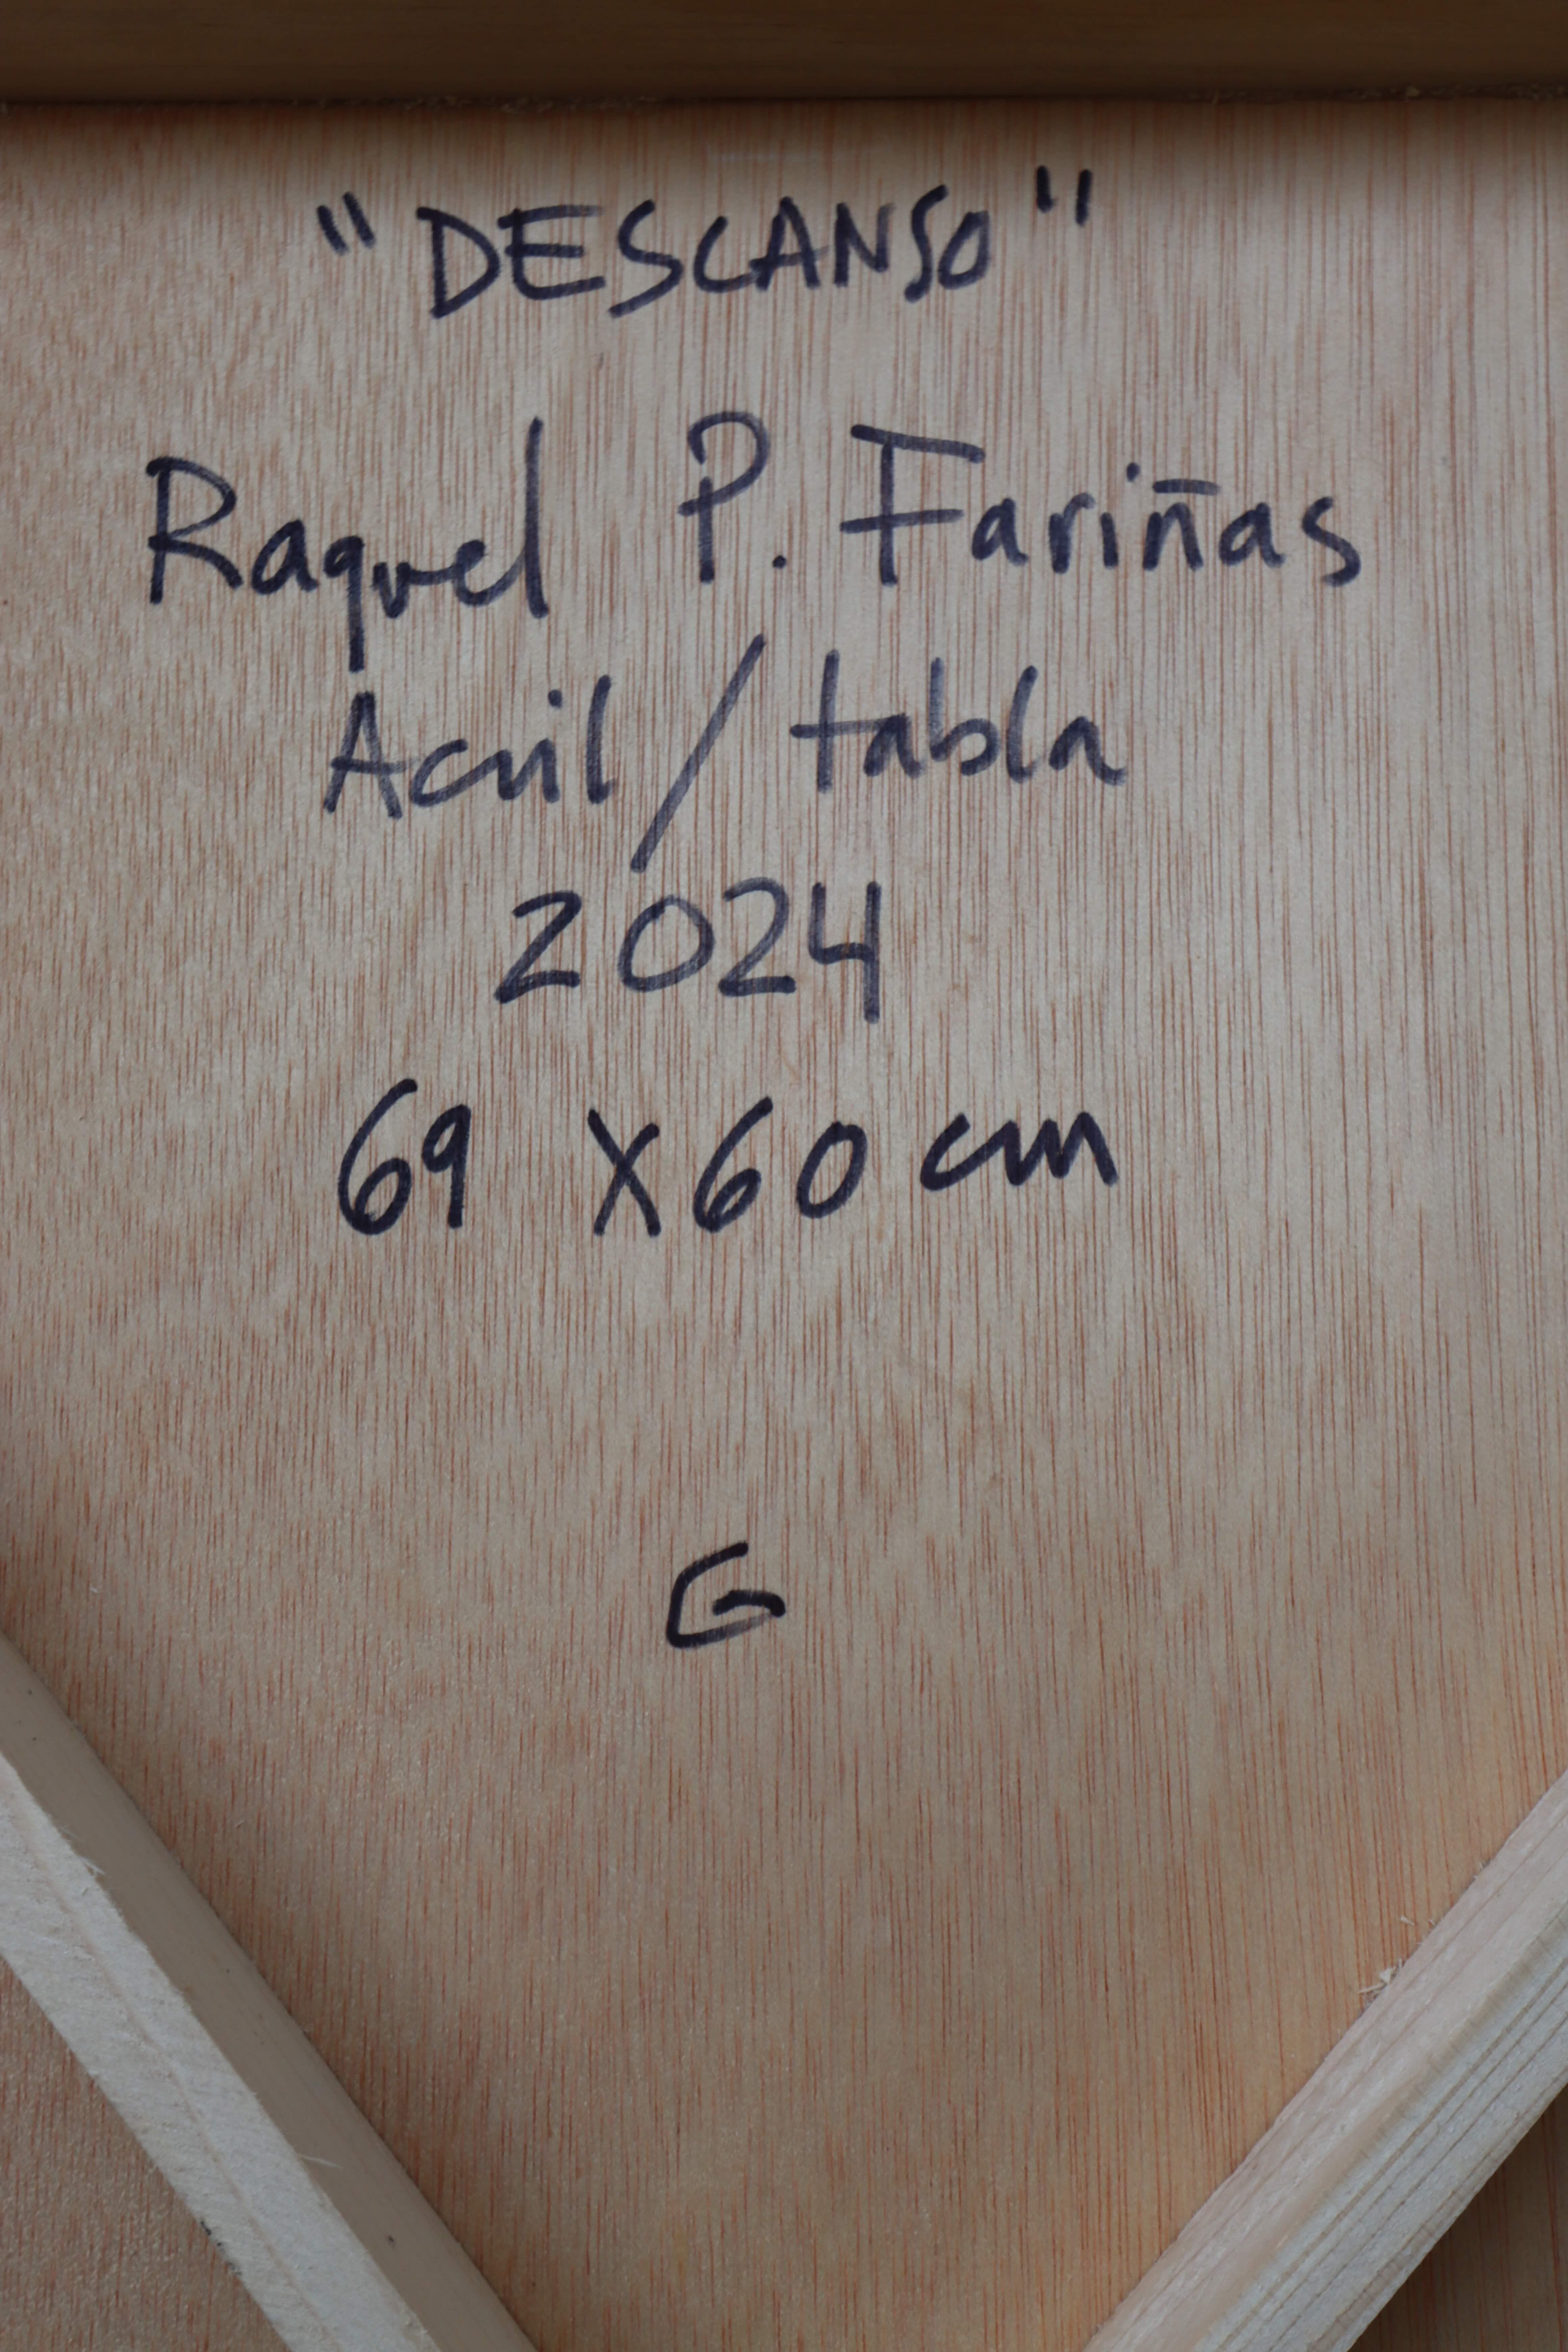 "DESCANSO"
Raquel P. Fariñas
Acril/tabla
2024
69 x 60 cm
G